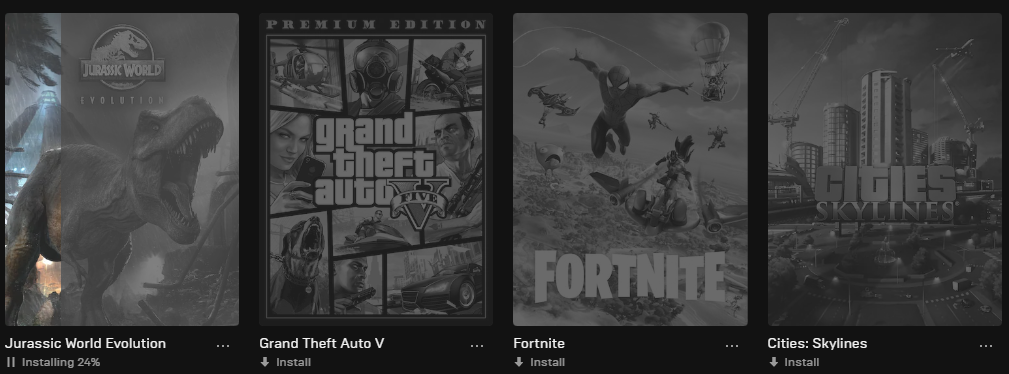 JURASSIC WORLD
EVOLUTION
PREMIUM EDITION
grand
theft
auto
FIVE
V
FORTNITE
CITIES
SKYLINES
Jurassic World Evolution ...
Installing 24%
Grand Theft Auto V ...
Install
Fortnite ...
Install
Cities: Skylines ...
Install